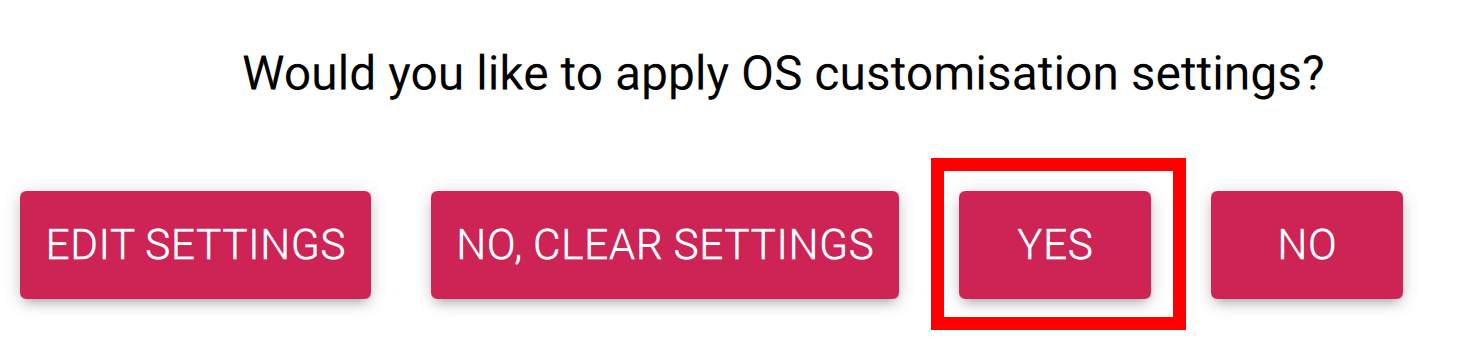 Would you like to apply OS customisation settings?
EDIT SETTINGS NO, CLEAR SETTINGS YES NO